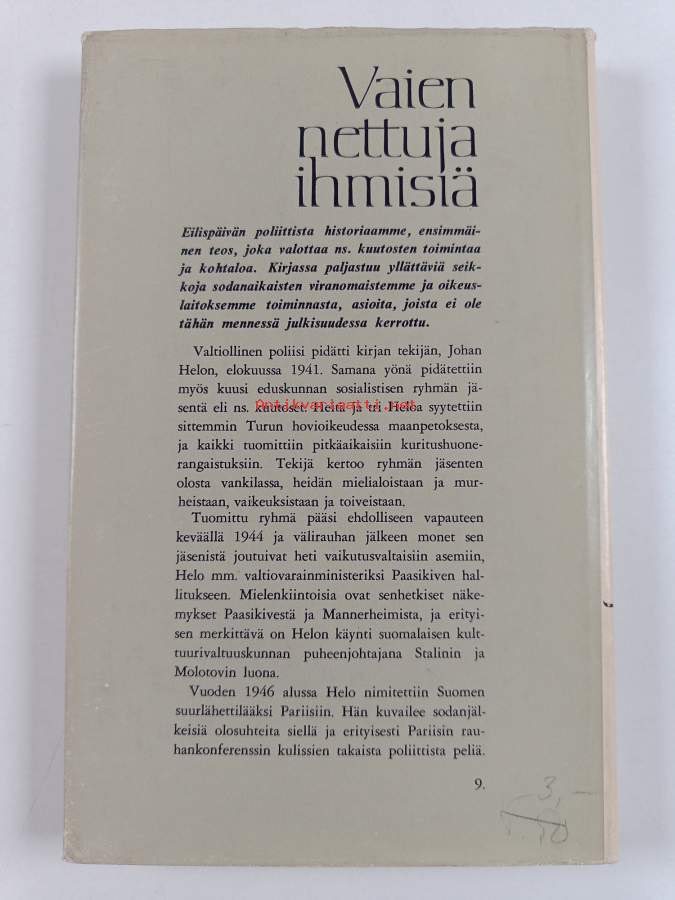 Vaien
nettuja
ihmisiä
Eilispäivän poliittista historiaamme, ensimmäi-
nen teos, joka valottaa ns. kuutosten toimintaa
ja kohtaloa. Kirjassa paljastuu yllättäviä seik-
koja sodanaikaisten viranomaistemme ja oikeus-
laitoksemme toiminnasta, asioita, joista ei ole
tähän mennessä julkisuudessa kerrottu.
Valtiollinen poliisi pidätti kirjan tekijän, Johan
Helon, elokuussa 1941. Samana yönä pidätettiin
myös kuusi eduskunnan sosialistisen ryhmän jä-
sentä eli ns. kuutoset. Heitä ja tri Heloa syytettiin
Antikvariaatti.net
sittemmin Turun hovioikeudessa maanpetoksesta,
ja kaikki tuomittiin pitkäaikaisiin kuritushuone-
rangaistuksiin. Tekijä kertoo ryhmän jäsenten
olosta vankilassa, heidän mielialoistaan ja mur-
heistaan, vaikeuksistaan ja toiveistaan.
Tuomittu ryhmä pääsi ehdolliseen vapauteen
keväällä 1944 ja välirauhan jälkeen monet sen
jäsenistä joutuivat heti vaikutusvaltaisiin asemiin,
Helo mm. valtiovarainministeriksi Paasikiven hal-
litukseen. Mielenkiintoisia ovat senhetkiset näke-
mykset Paasikivestä ja Mannerheimista, ja erityi-
sen merkittävä on Helon käynti suomalaisen kult-
tuurivaltuuskunnan puheenjohtajana Stalinin ja
Molotovin luona.
Vuoden 1946 alussa Helo nimitettiin Suomen
suurlähettilääksi Pariisiin. Hän kuvailee sodanjäl-
keisiä olosuhteita siellä ja erityisesti Pariisin rau-
hankonferenssin kulissien takaista poliittista peliä.
9.
3,-